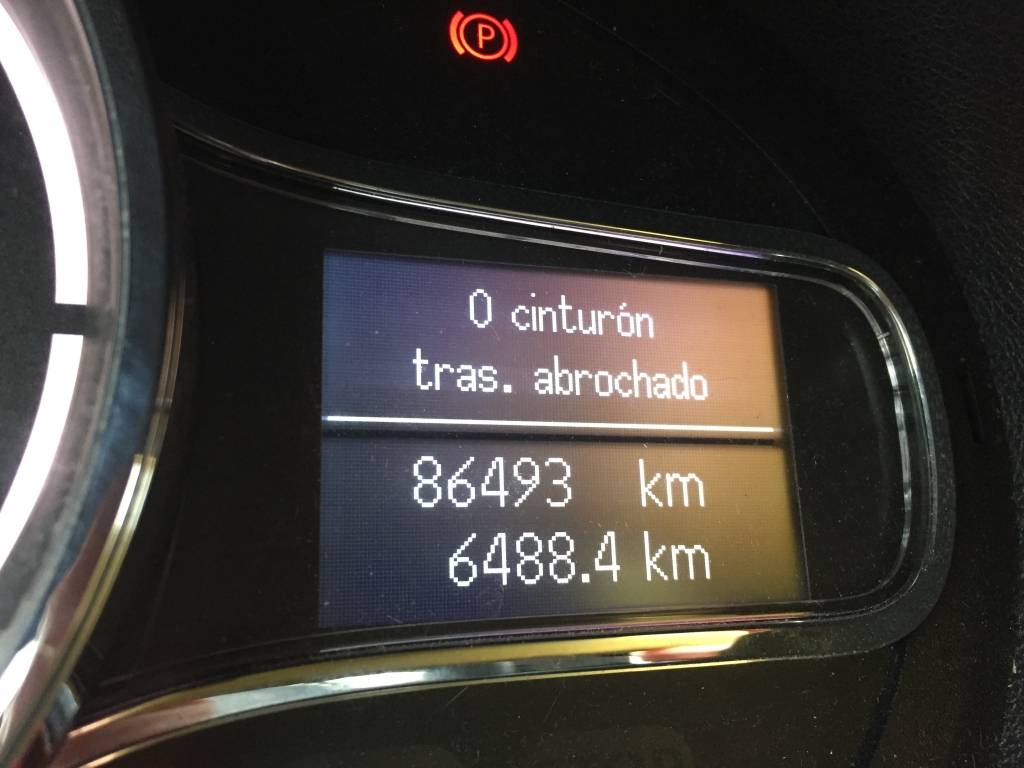 P
0 cinturón
tras. abrochado
86493 km
6488.4 km